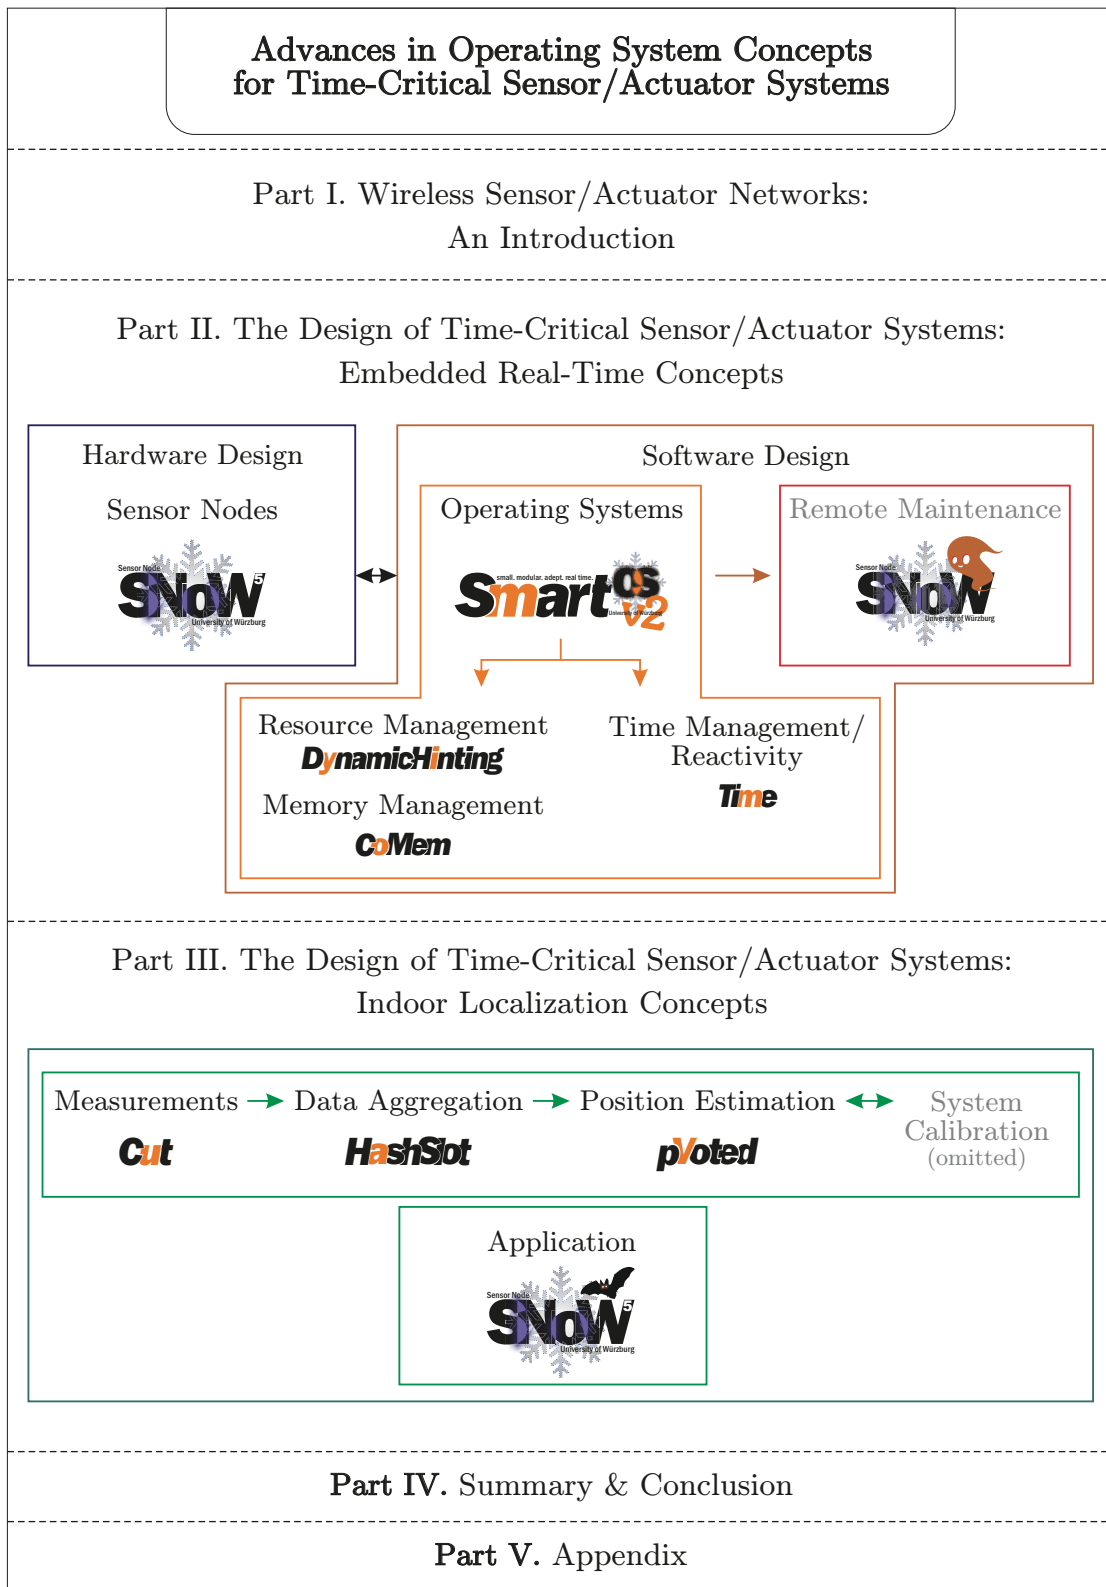 Advances in Operating System Concepts
for Time-Critical Sensor/Actuator Systems
Part I. Wireless Sensor/Actuator Networks:
An Introduction
Part II. The Design of Time-Critical Sensor/Actuator Systems:
Embedded Real-Time Concepts
Hardware Design
Sensor Nodes
Sensor Node
SNoW5
University of Würzburg
Software Design
Operating Systems
small. modular. adept. real time.
SmartOS
v2
University of Würzburg
Remote Maintenance
Sensor Node
SNoW
University of Würzburg
Resource Management
DynamicHinting
Memory Management
CoMem
Time Management/
Reactivity
Time
Part III. The Design of Time-Critical Sensor/Actuator Systems:
Indoor Localization Concepts
Measurements
Cut
Data Aggregation
HashSlot
Position Estimation
pVoted
System
Calibration
(omitted)
Application
Sensor Node
SNoW5
University of Würzburg
Part IV. Summary & Conclusion
Part V. Appendix